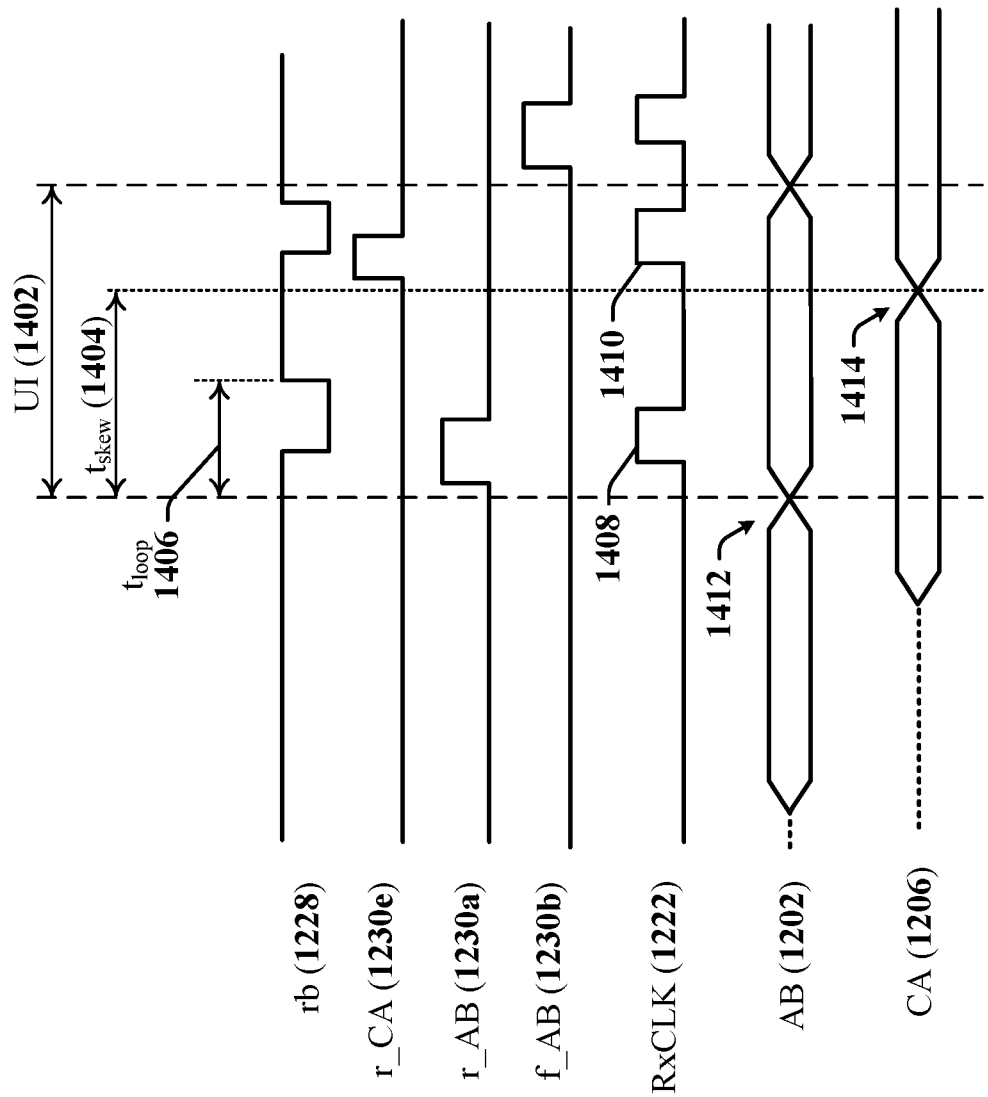 UI (1402)
t_skew (1404)
t_loop
1406
rb (1228)
r_CA (1230e)
r_AB (1230a)
f_AB (1230b)
1408
1410
RxCLK (1222)
1412
AB (1202)
1414
CA (1206)